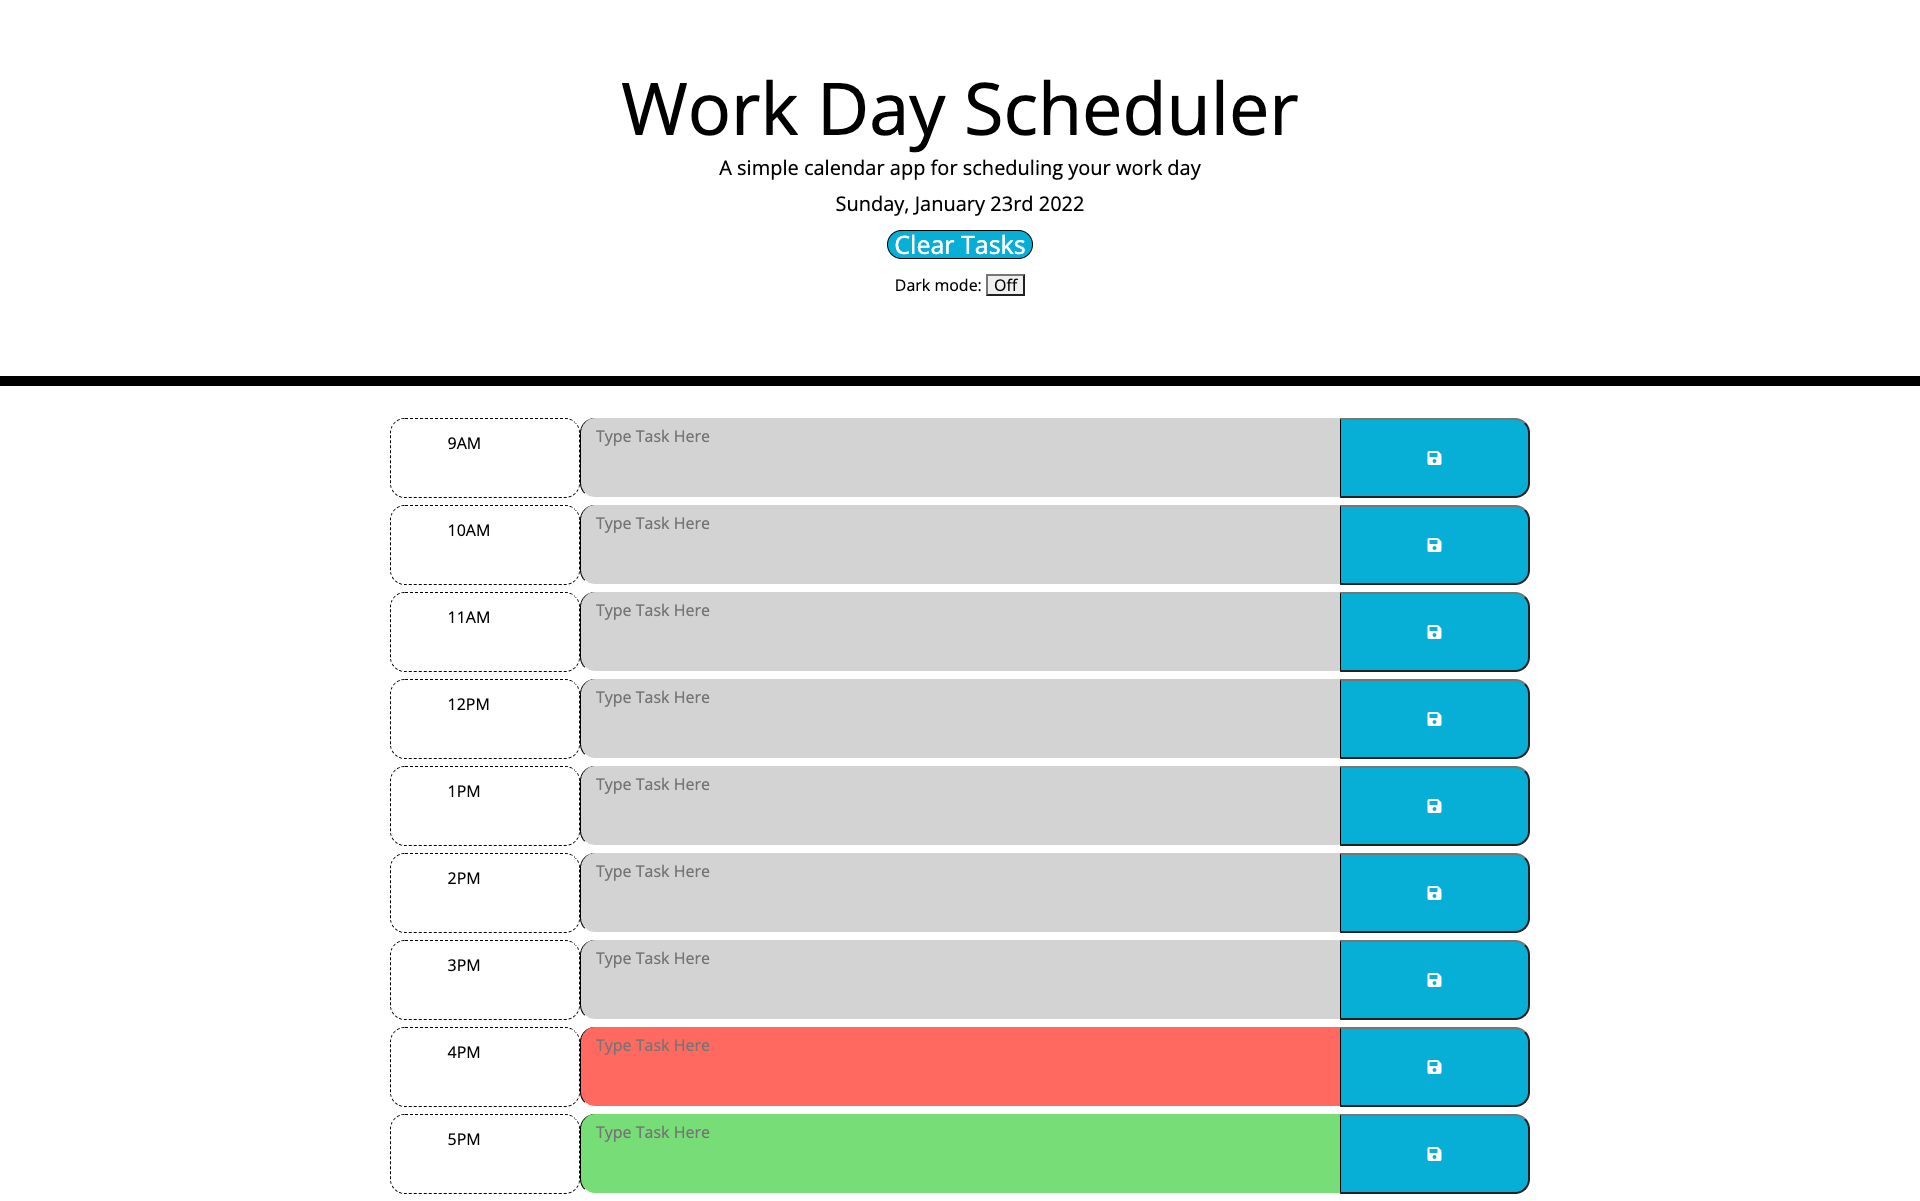 Work Day Scheduler
A simple calendar app for scheduling your work day
Sunday, January 23rd 2022
Clear Tasks
Dark mode: Off
9AM Type Task Here
10AM Type Task Here
11AM Type Task Here
12PM Type Task Here
1PM Type Task Here
2PM Type Task Here
3PM Type Task Here
4PM Type Task Here
5PM Type Task Here